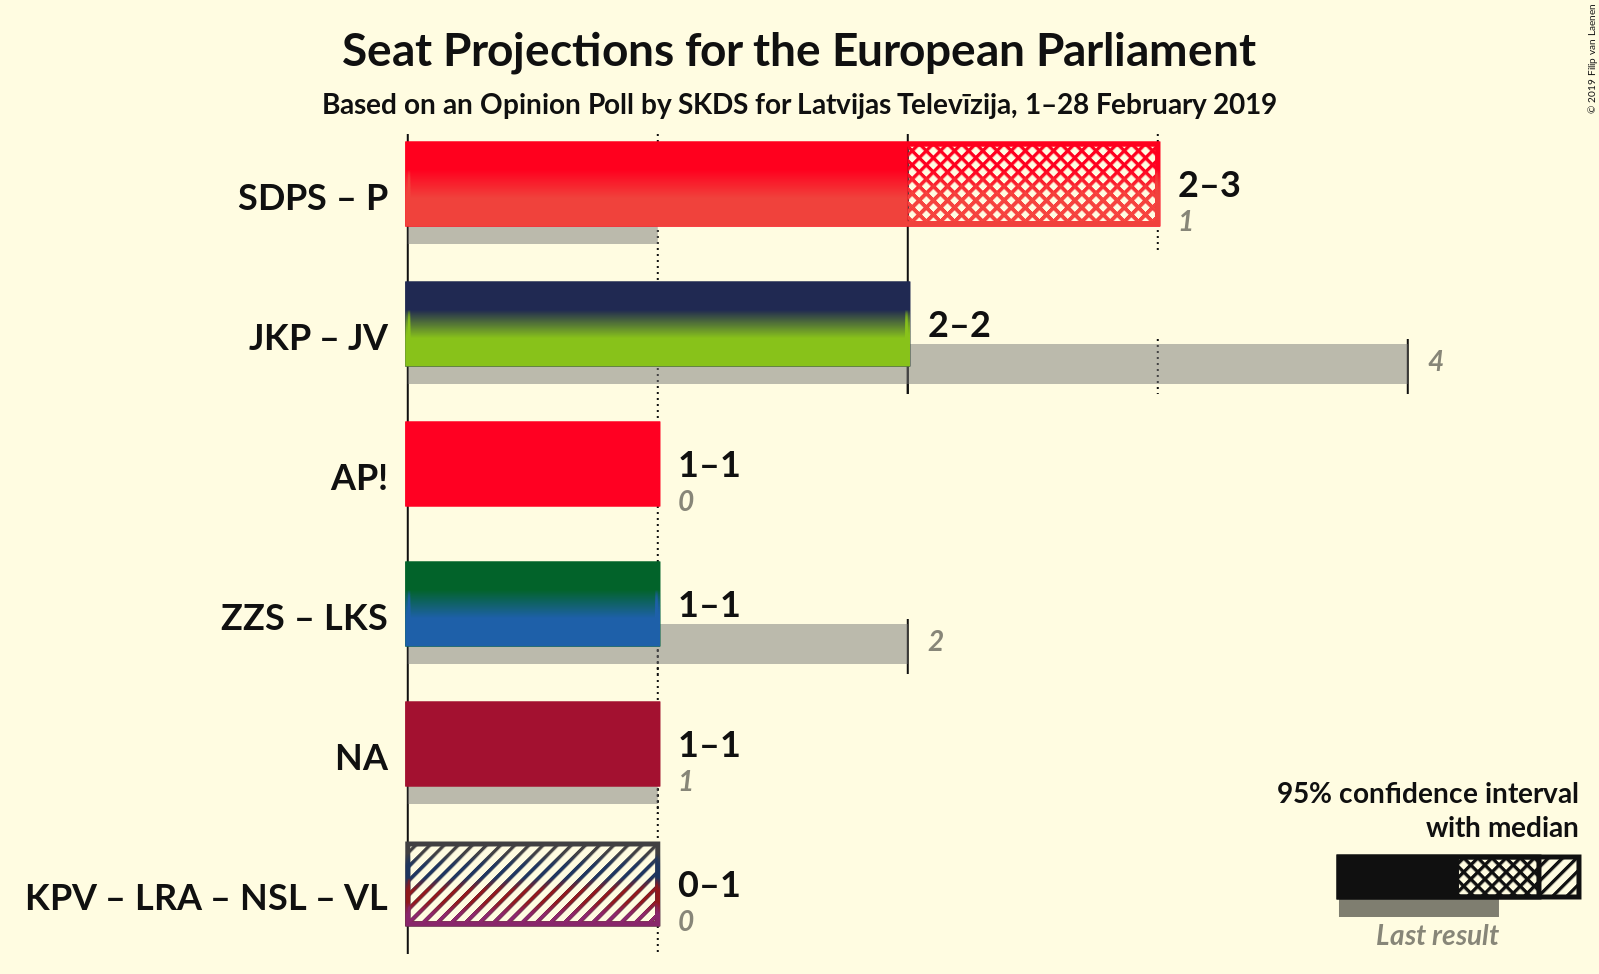 Seat Projections for the European Parliament
Based on an Opinion Poll by SKDS for Latvijas Televīzija, 1–28 February 2019
© 2019 Filip van Laenen
SDPS – P
2–3
1
JKP – JV
2–2
4
AP!
1–1
0
ZZS – LKS
1–1
2
NA
1–1
1
KPV – LRA – NSL – VL
0–1
0
95% confidence interval
with median
Last result